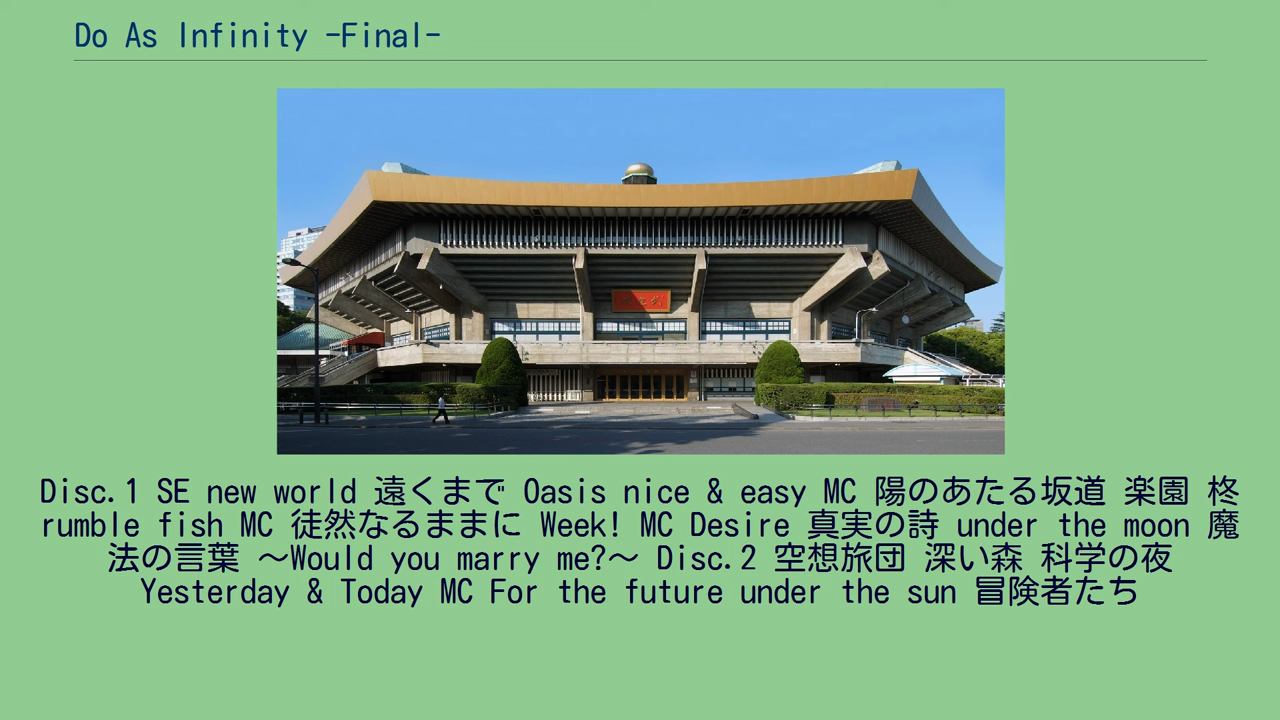 Do As Infinity -Final-
Disc.1 SE new world 遠くまで Oasis nice & easy MC 陽のあたる坂道 楽園 柊
rumble fish MC 徒然なるままに Week! MC Desire 真実の詩 under the moon 魔
法の言葉 〜Would you marry me?〜 Disc.2 空想旅団 深い森 科学の夜
Yesterday & Today MC For the future under the sun 冒険者たち